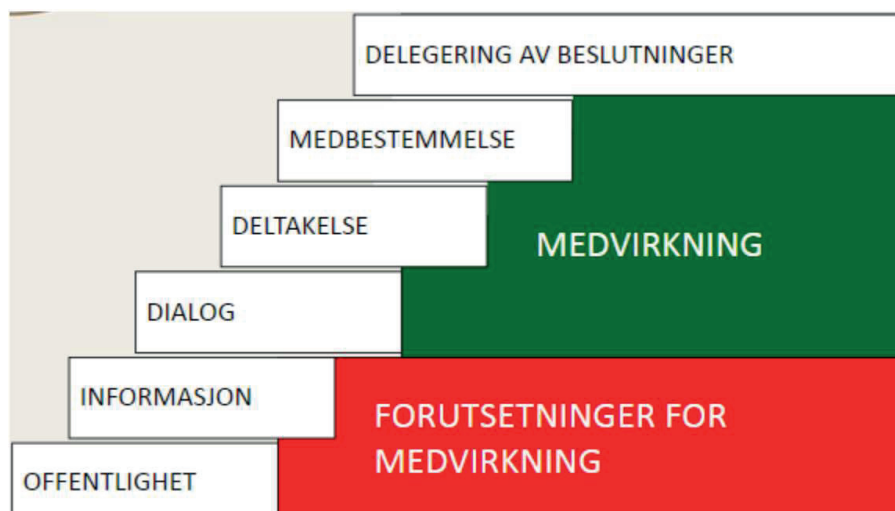 DELEGERING AV BESLUTNINGER
MEDBESTEMMELSE
DELTAKELSE
MEDVIRKNING
DIALOG
INFORMASJON
FORUTSETNINGER FOR
MEDVIRKNING
OFFENTLIGHET